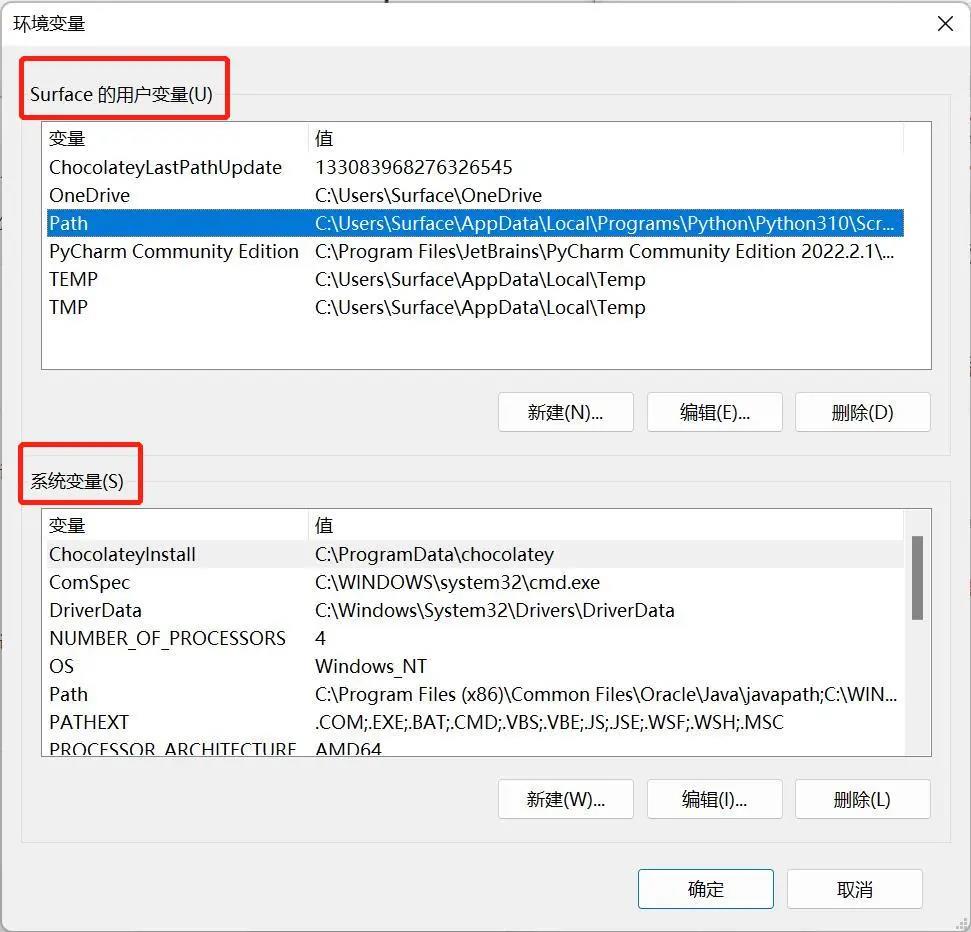 环境变量
Surface 的用户变量(U)
变量 值
ChocolateyLastPathUpdate 133083968276326545
OneDrive C:\Users\Surface\OneDrive
Path C:\Users\Surface\AppData\Local\Programs\Python\Python310\Scr...
PyCharm Community Edition C:\Program Files\JetBrains\PyCharm Community Edition 2022.2.1\...
TEMP C:\Users\Surface\AppData\Local\Temp
TMP C:\Users\Surface\AppData\Local\Temp
新建(N)... 编辑(E)... 删除(D)
系统变量(S)
变量 值
ChocolateyInstall C:\ProgramData\chocolatey
ComSpec C:\WINDOWS\system32\cmd.exe
DriverData C:\Windows\System32\Drivers\DriverData
NUMBER_OF_PROCESSORS 4
OS Windows_NT
Path C:\Program Files (x86)\Common Files\Oracle\Java\javapath;C:\WIN...
PATHEXT .COM;.EXE;.BAT;.CMD;.VBS;.VBE;.JS;.JSE;.WSF;.WSH;.MSC
PROCESSOR_ARCHITECTURE AMD64
新建(W)... 编辑(I)... 删除(L)
确定 取消